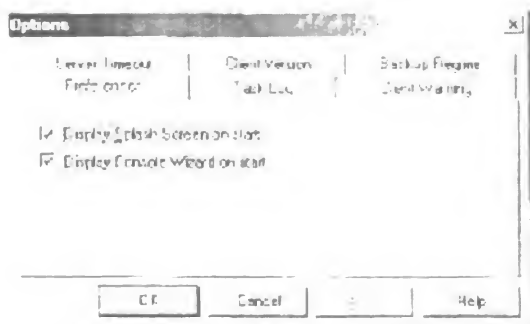 Options
Server Timeout Client Version Backup Regime
Preferences Task Log Client Warning
Display Splash Screen on start
Display Console Wizard on start
OK Cancel Help